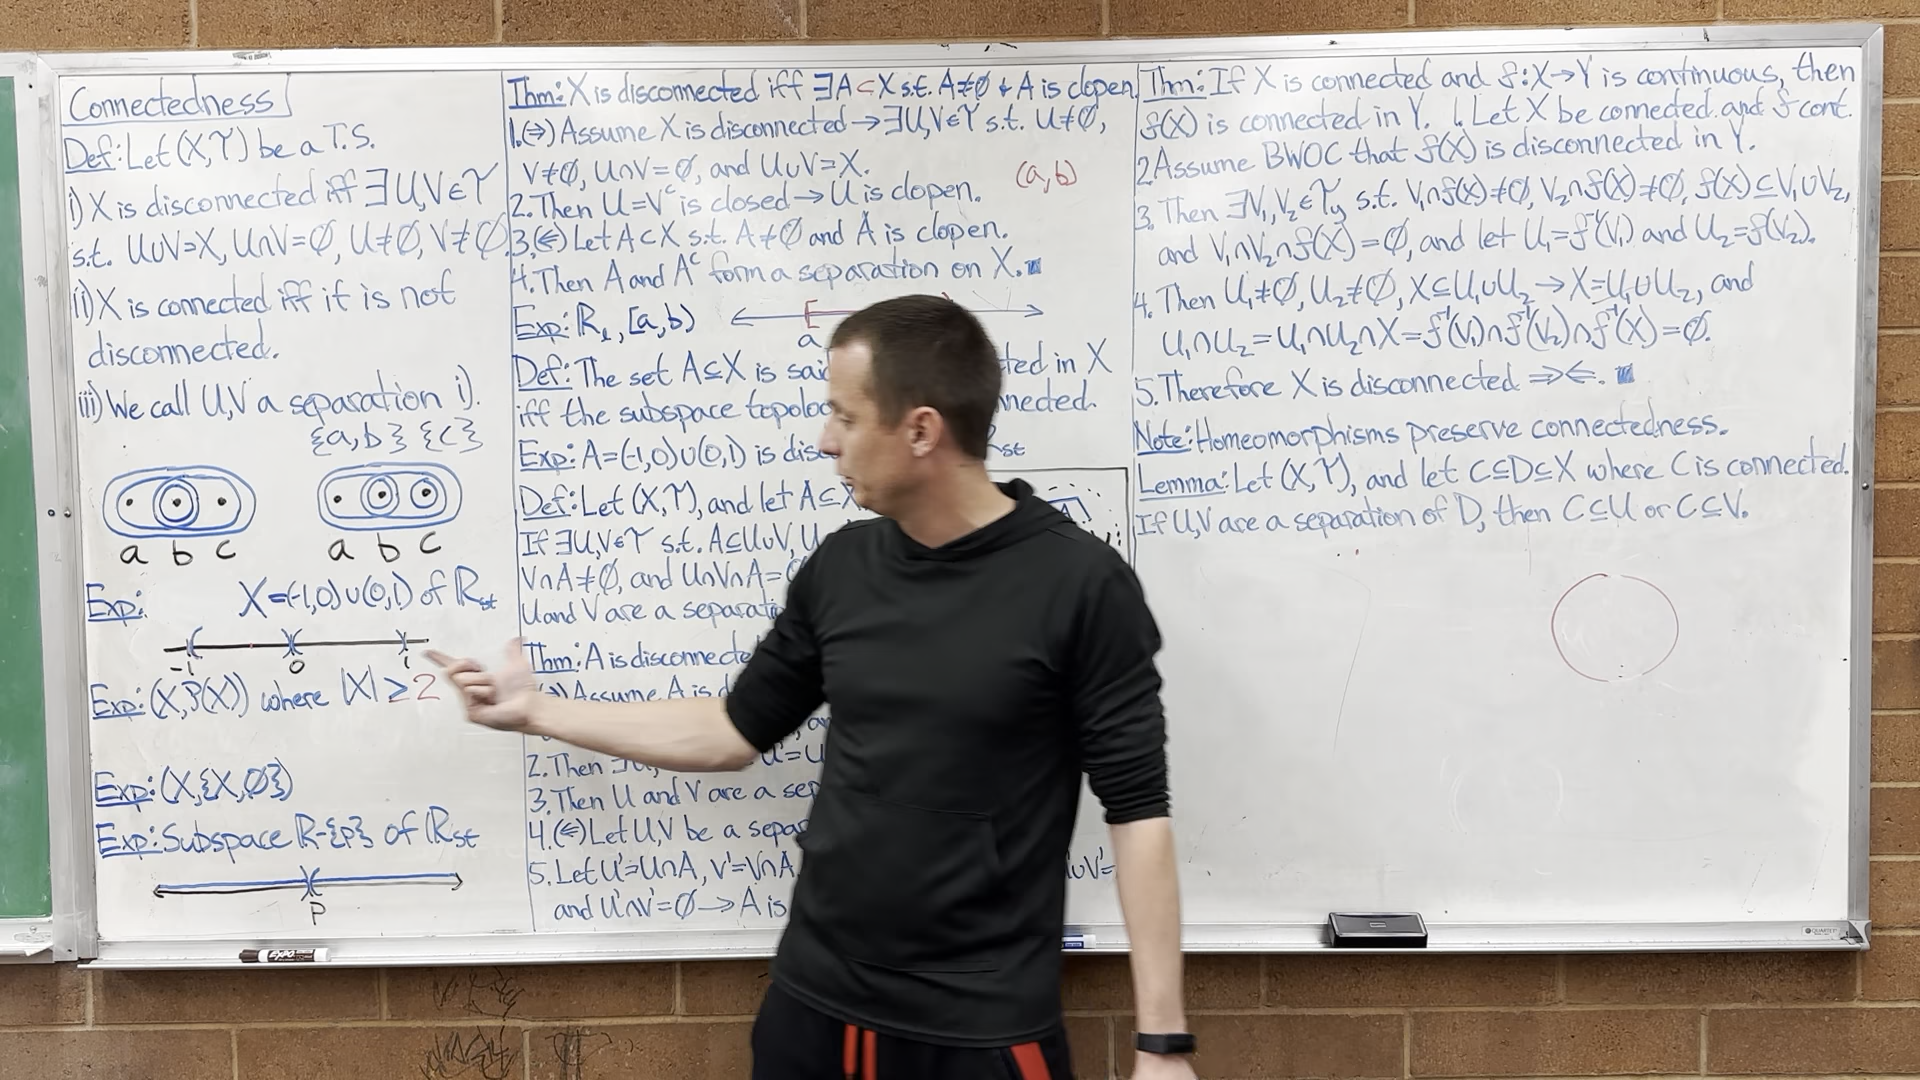 Connectedness
Def: Let (X,Ƭ) be a T.S.
i) X is disconnected iff ∃U,V∈Ƭ
s.t. U∪V=X, U∩V=∅, U≠∅, V≠∅.
ii) X is connected iff it is not
disconnected.
iii) We call U,V a separation i).
{a,b} {c}
a b c
a b c
Exp: X=(-1,0)∪(0,1) of ℝst
-1 0 1
Exp: (X,P(X)) where |X| ≥ 2
Exp: (X,{X,∅})
Exp: Subspace ℝ-{p} of ℝst
P
Thm: X is disconnected iff ∃A⊂X s.t. A≠∅ + A is clopen.
1.(⇒) Assume X is disconnected → ∃U,V∈Ƭ s.t. U≠∅,
V≠∅, U∩V=∅, and U∪V=X.
(a,b)
2. Then U=Vᶜ is closed → U is clopen.
3.(⇐) Let A⊂X s.t. A≠∅ and A is clopen.
4. Then A and Aᶜ form a separation on X.
Exp: ℝℓ, [a,b)
a
Def: The set A⊆X is said in X
iff the subspace
Exp: A=(-1,0)∪(0,1) is
Def: Let (X,Ƭ), and let A⊆X
If ∃U,V∈Ƭ s.t. A⊆U∪V,
V∩A≠∅, and U∩V∩A=
U and V are a
Thm: A is
Assume A is
2. Then
3. Then U and V are a
4.(⇐) Let U,V be a
5. Let U'=U∩A, V'=V∩A
and U'∩V'=∅ → A is
Thm: If X is connected and f:X→Y is continuous, then
f(X) is connected in Y. 1. Let X be connected and f cont.
2 Assume BWOC that f(X) is disconnected in Y.
3. Then ∃V₁,V₂∈Ƭy s.t. V₁∩f(X)≠∅, V₂∩f(X)≠∅, f(X)⊆V₁∪V₂,
and V₁∩V₂∩f(X)=∅, and let U₁=f⁻¹(V₁) and U₂=f⁻¹(V₂).
4. Then U₁≠∅, U₂≠∅, X⊆U₁∪U₂ → X=U₁∪U₂, and
U₁∩U₂=U₁∩U₂∩X=f⁻¹(V₁)∩f⁻¹(V₂)∩f⁻¹(X)=∅.
5. Therefore X is disconnected ⇒⇐.
Note: Homeomorphisms preserve connectedness.
Lemma: Let (X,Ƭ), and let C⊆D⊆X where C is connected.
If U,V are a separation of D, then C⊆U or C⊆V.
EXPO